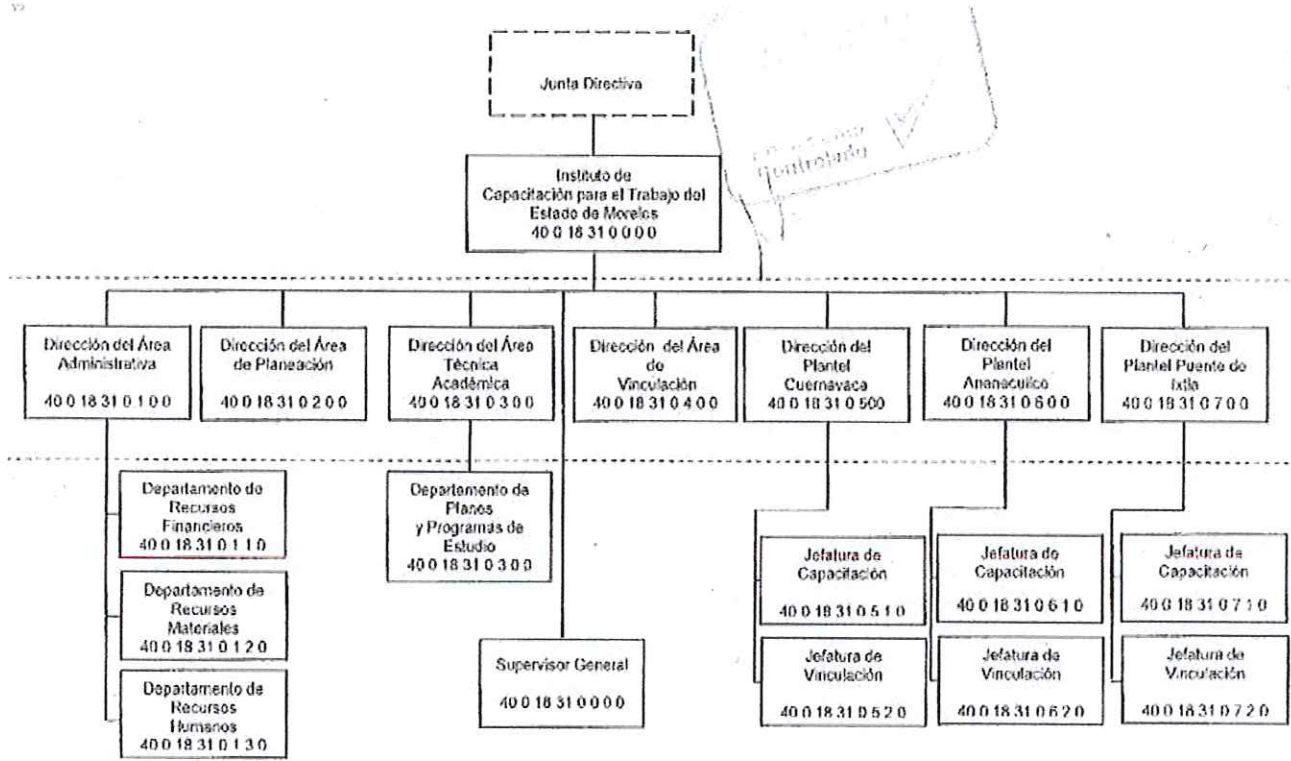 Junta Directiva
Instituto de
Capacitación para el Trabajo del
Estado de Morelos
40 0 18 31 0 0 0 0
Dirección del Área
Administrativa
40 0 18 31 0 1 0 0
Dirección del Área
de Planeación
40 0 18 31 0 2 0 0
Dirección del Área
Técnica
Académica
40 0 18 31 0 3 0 0
Dirección del Área
de
Vinculación
40 0 18 31 0 4 0 0
Dirección del
Plantel
Cuernavaca
40 0 18 31 0 500
Dirección del
Plantel
40 0 18 31 0 6 0 0
Dirección del
Plantel Puente de
Ixtla
40 0 18 31 0 7 0 0
Departamento de
Recursos
Financieros
40 0 18 31 0 1 1 0
Departamento de
Recursos
Materiales
40 0 18 31 0 1 2 0
Departamento de
Recursos
Humanos
40 0 18 31 0 1 3 0
Departamento de
Planes
y Programas de
Estudio
40 0 18 31 0 3 0 0
Supervisor General
40 0 18 31 0 0 0 0
Jefatura de
Capacitación
40 0 18 31 0 5 1 0
Jefatura de
Vinculación
40 0 18 31 0 5 2 0
Jefatura de
Capacitación
40 0 18 31 0 6 1 0
Jefatura de
Vinculación
40 0 18 31 0 6 2 0
Jefatura de
Capacitación
40 0 18 31 0 7 1 0
Jefatura de
Vinculación
40 0 18 31 0 7 2 0